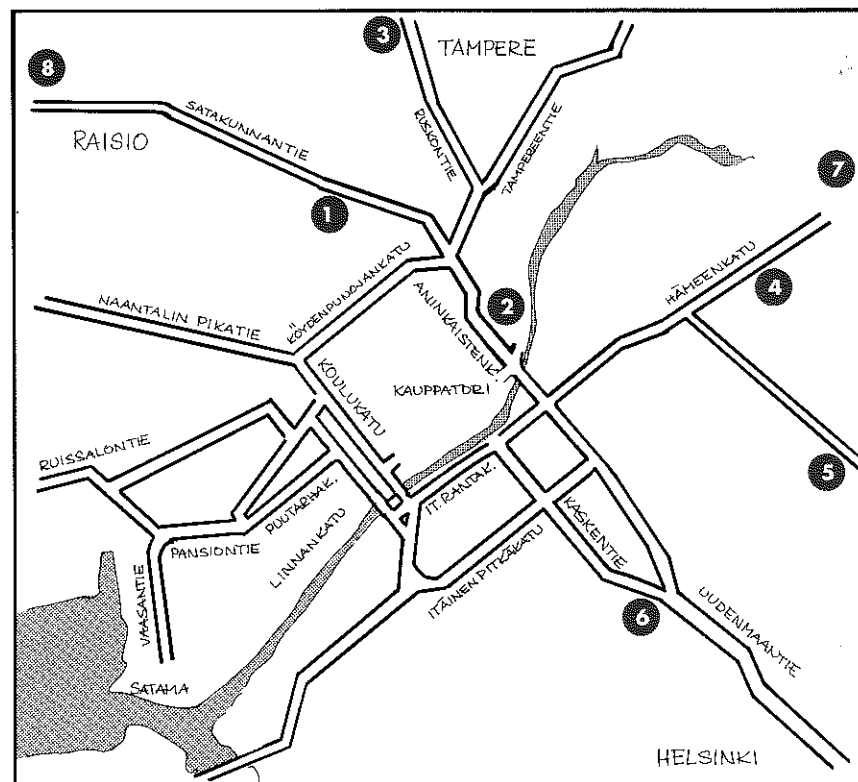 3
TAMPERE
8
SATAKUNNANTIE
RAISIO
RUSKONTIE
TAMPEREENTIE
7
1
HÄMEENKATU
4
KÖYDENPUNOJANKATU
NAANTALIN PIKATIE
2
ANINKAISTENK.
KOULUKATU
KAUPPATORI
RUISSALONTIE
5
PUUTARHAK.
IT. RANTAK.
PANSIONTIE
LINNANKATU
KASKENTIE
VAASANTIE
ITÄINEN PITKÄKATU
6
UUDENMAANTIE
SATAMA
HELSINKI